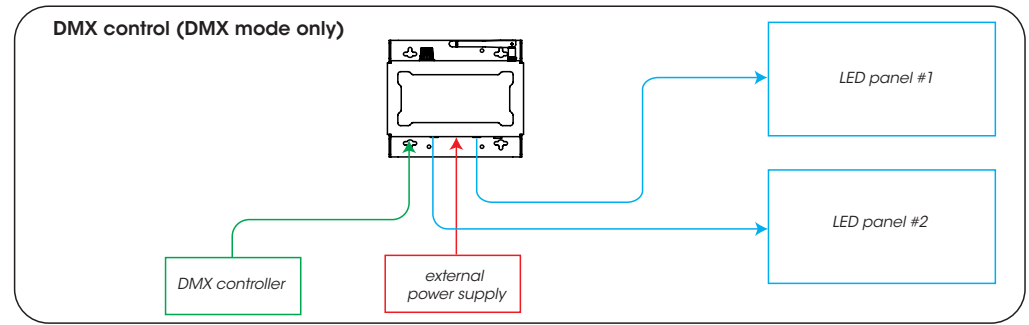 DMX control (DMX mode only)
LED panel #1
LED panel #2
DMX controller
external
power supply